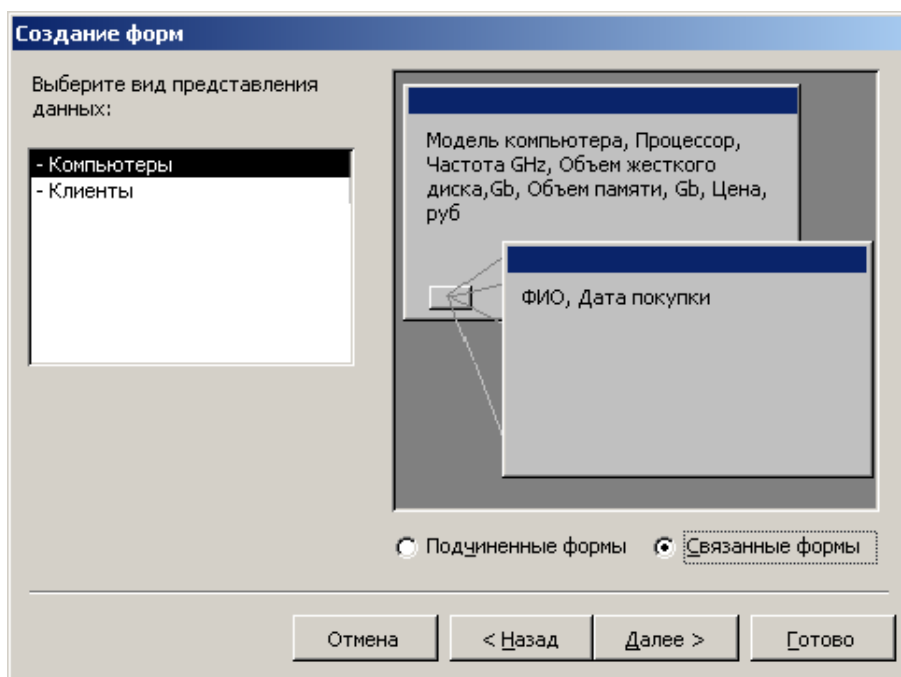 Создание форм
Выберите вид представления
данных:
- Компьютеры
- Клиенты
Модель компьютера, Процессор,
Частота GHz, Объем жесткого
диска,Gb, Объем памяти, Gb, Цена,
руб
ФИО, Дата покупки
Подчиненные формы
Связанные формы
Отмена
< Назад
Далее >
Готово